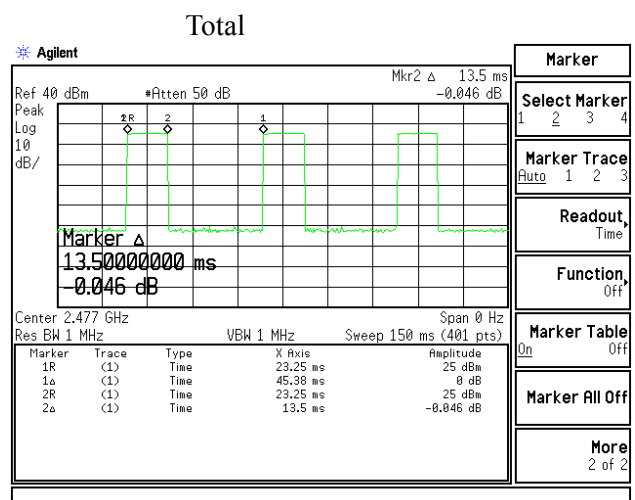 Total
Agilent
Mkr2 Δ 13.5 ms
Ref 40 dBm #Atten 50 dB -0.046 dB
Peak
Log
10
dB/
2R 2 1
Marker Δ
13.50000000 ms
-0.046 dB
Center 2.477 GHz Span 0 Hz
Res BW 1 MHz VBW 1 MHz Sweep 150 ms (401 pts)
Marker Trace Type X Axis Amplitude
1R (1) Time 23.25 ms 25 dBm
1Δ (1) Time 45.38 ms 0 dB
2R (1) Time 23.25 ms 25 dBm
2Δ (1) Time 13.5 ms -0.046 dB
Marker
Select Marker
1 2 3 4
Marker Trace
Auto 1 2 3
Readout
Time
Function
Off
Marker Table
On Off
Marker All Off
More
2 of 2